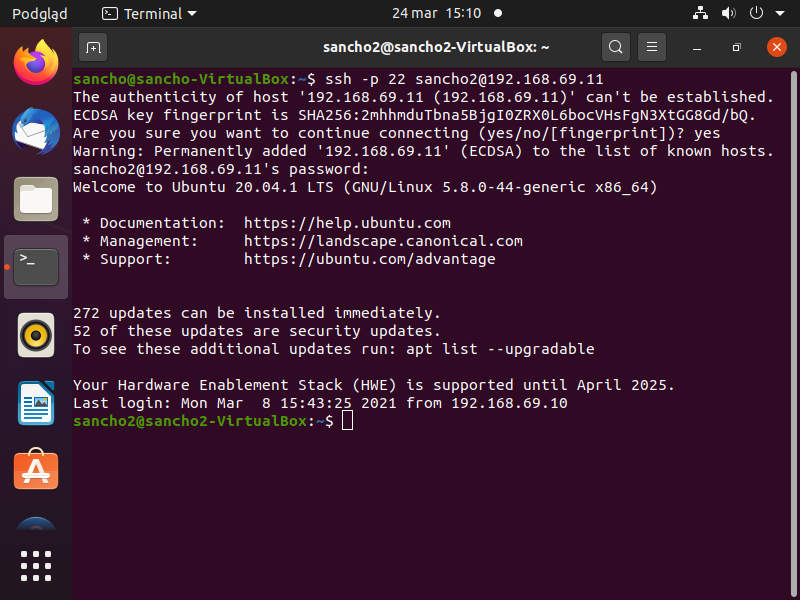 Podgląd Terminal 24 mar 15:10
sancho2@sancho2-VirtualBox: ~
sancho@sancho-VirtualBox:~$ ssh -p 22 sancho2@192.168.69.11
The authenticity of host '192.168.69.11 (192.168.69.11)' can't be established.
ECDSA key fingerprint is SHA256:2mhhmduTbna5BjgI0ZRX0L6bocVHsFgN3XtGG8Gd/bQ.
Are you sure you want to continue connecting (yes/no/[fingerprint])? yes
Warning: Permanently added '192.168.69.11' (ECDSA) to the list of known hosts.
sancho2@192.168.69.11's password:
Welcome to Ubuntu 20.04.1 LTS (GNU/Linux 5.8.0-44-generic x86_64)
* Documentation: https://help.ubuntu.com
* Management: https://landscape.canonical.com
* Support: https://ubuntu.com/advantage
272 updates can be installed immediately.
52 of these updates are security updates.
To see these additional updates run: apt list --upgradable
Your Hardware Enablement Stack (HWE) is supported until April 2025.
Last login: Mon Mar  8 15:43:25 2021 from 192.168.69.10
sancho2@sancho2-VirtualBox:~$